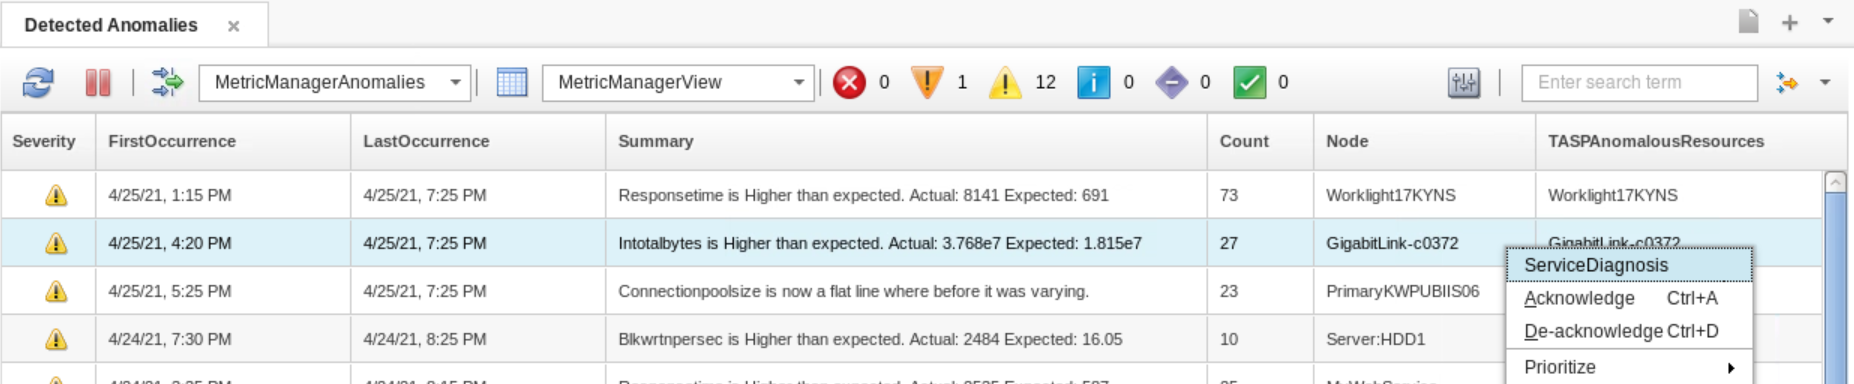 Detected Anomalies
MetricManagerAnomalies MetricManagerView 0 1 12 0 0 0 Enter search term
Severity FirstOccurrence LastOccurrence Summary Count Node TASPAnomalousResources
4/25/21, 1:15 PM 4/25/21, 7:25 PM Responsetime is Higher than expected. Actual: 8141 Expected: 691 73 Worklight17KYNS Worklight17KYNS
4/25/21, 4:20 PM 4/25/21, 7:25 PM Intotalbytes is Higher than expected. Actual: 3.768e7 Expected: 1.815e7 27 GigabitLink-c0372 GigabitLink-c0372
ServiceDiagnosis
4/25/21, 5:25 PM 4/25/21, 7:25 PM Connectionpoolsize is now a flat line where before it was varying. 23 PrimaryKWPUBIIS06
Acknowledge Ctrl+A
4/24/21, 7:30 PM 4/24/21, 8:25 PM Blkwrtnpersec is Higher than expected. Actual: 2484 Expected: 16.05 10 Server:HDD1
De-acknowledge Ctrl+D
Prioritize